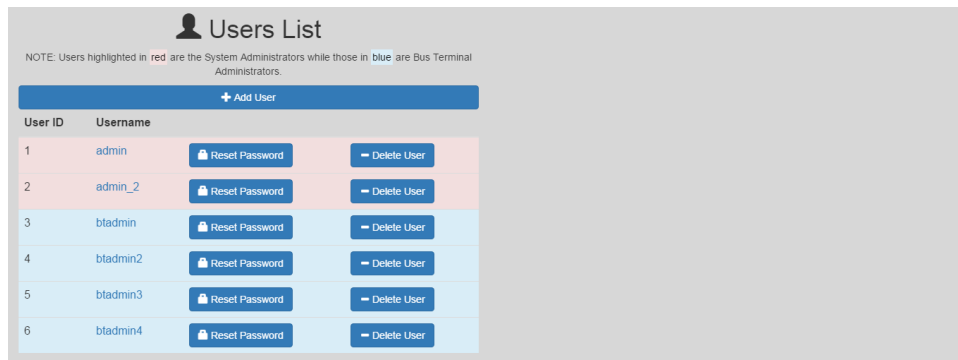 Users List
NOTE: Users highlighted in red are the System Administrators while those in blue are Bus Terminal
Administrators.
Add User
User ID Username
1 admin Reset Password Delete User
2 admin_2 Reset Password Delete User
3 btadmin Reset Password Delete User
4 btadmin2 Reset Password Delete User
5 btadmin3 Reset Password Delete User
6 btadmin4 Reset Password Delete User